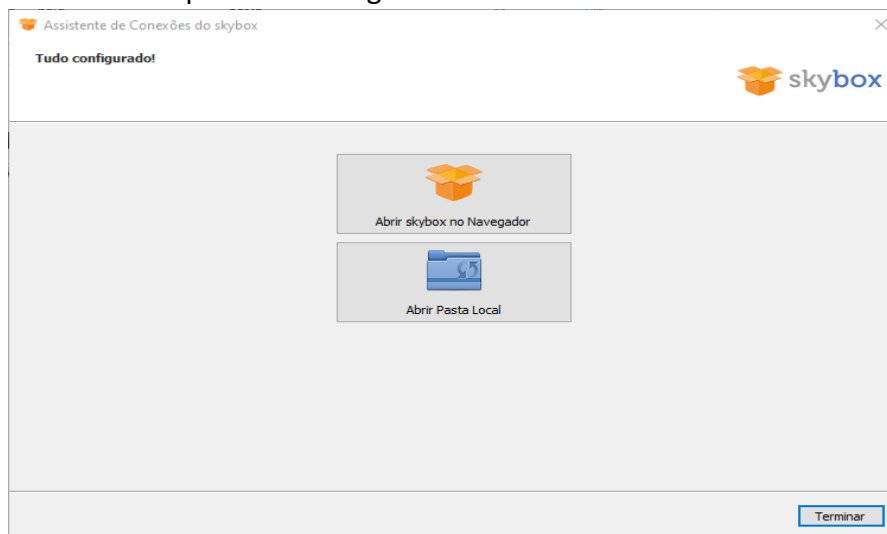 Assistente de Conexões do skybox
Tudo configurado!
skybox
Abrir skybox no Navegador
Abrir Pasta Local
Terminar